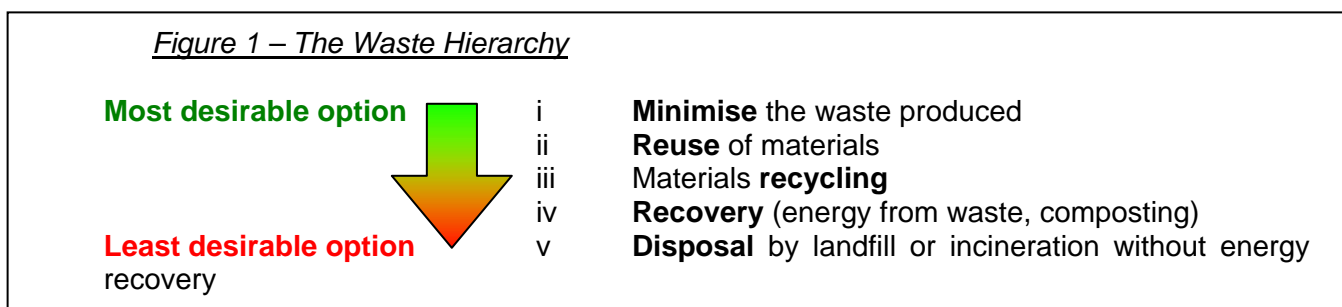 Figure 1 – The Waste Hierarchy
Most desirable option i Minimise the waste produced
ii Reuse of materials
iii Materials recycling
iv Recovery (energy from waste, composting)
Least desirable option v Disposal by landfill or incineration without energy
recovery